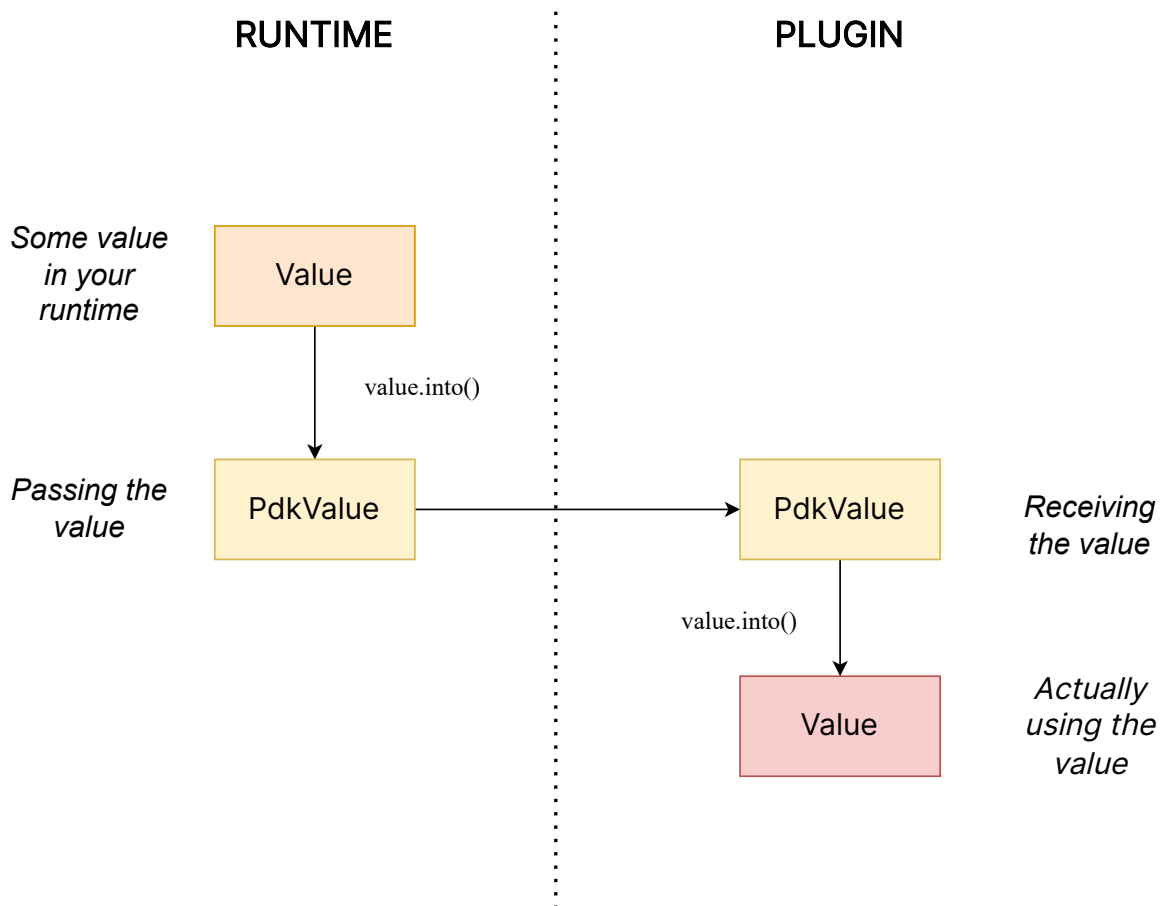 RUNTIME
PLUGIN
Some value
in your
runtime
Value
value.into()
Passing the
value
PdkValue
PdkValue
Receiving
the value
value.into()
Value
Actually
using the
value